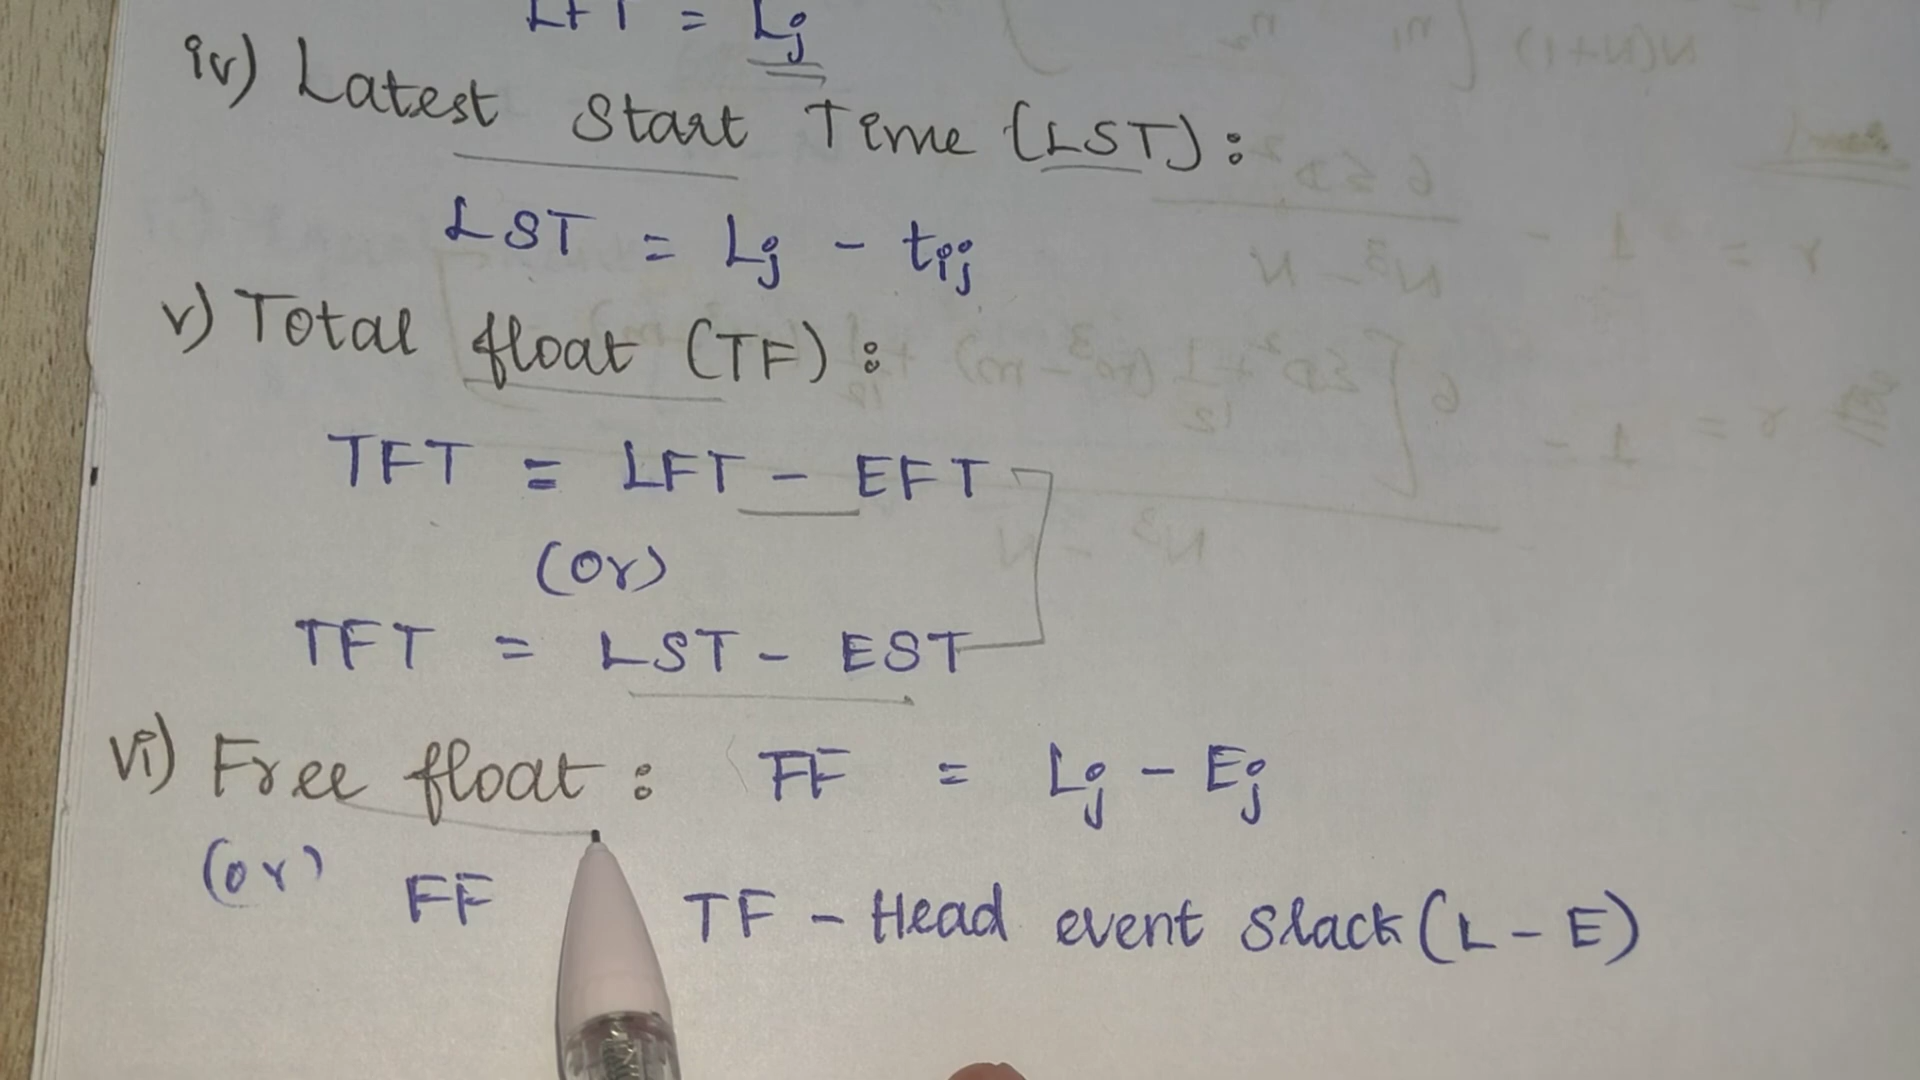 LFT = Lj
iv) Latest Start Time (LST):
LST = Lj - tij
v) Total float (TF):
TFT = LFT - EFT
(or)
TFT = LST - EST
vi) Free float: FF = Lj - Ej
(or) FF TF - Head event Slack (L - E)